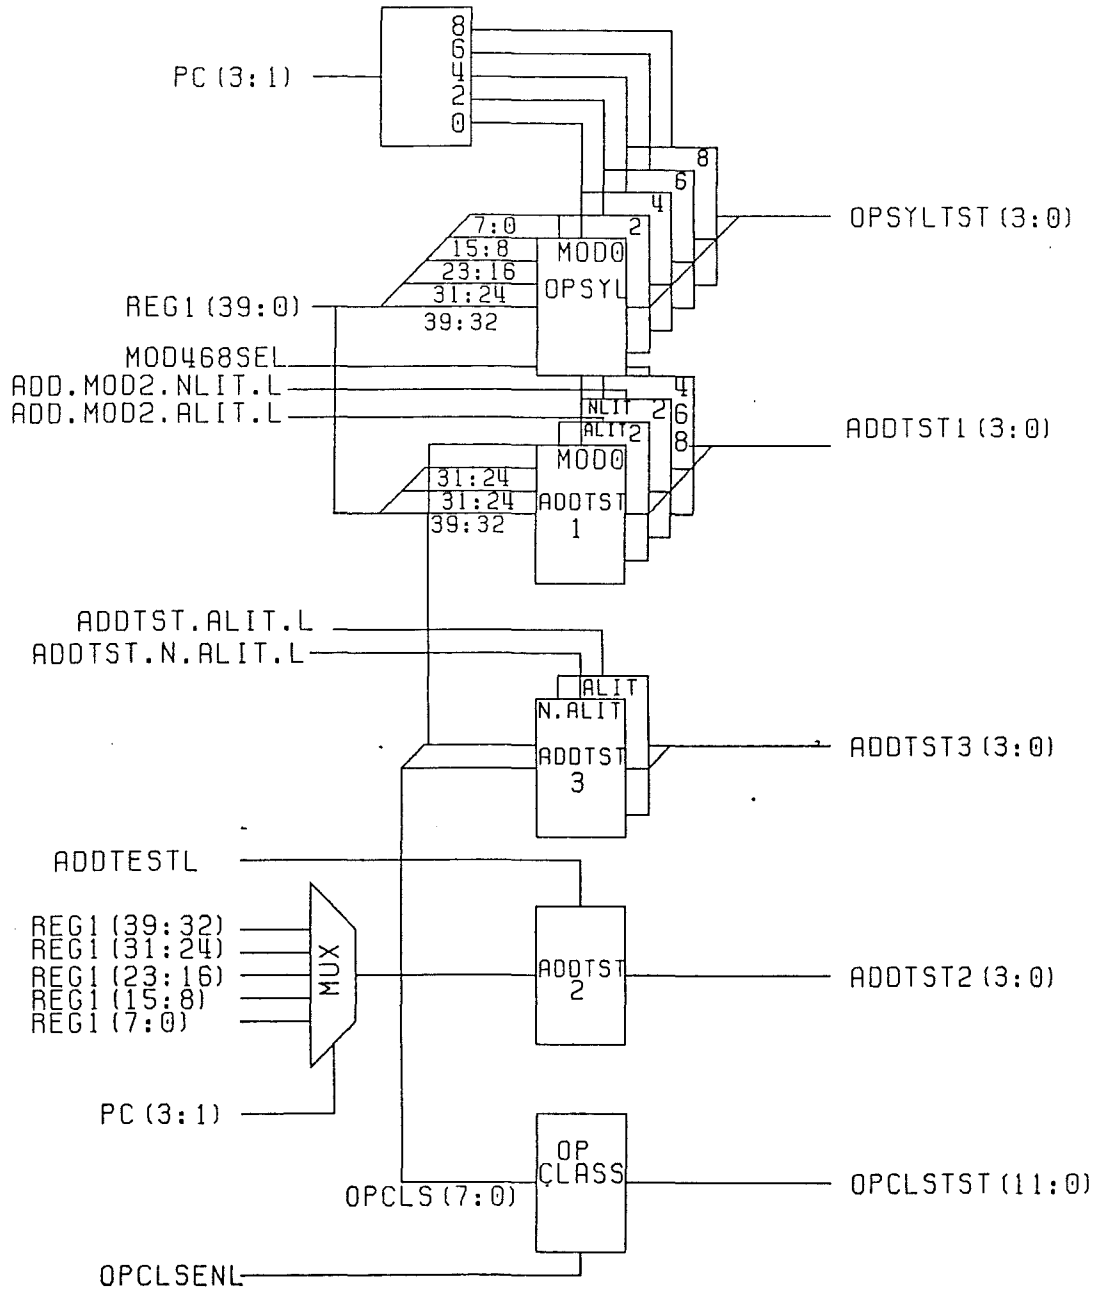 8
6
PC(3:1)
4
2
0
8
6
4
7:0
2
OPSYLTST(3:0)
15:8
MOD0
23:16
OPSYL
31:24
REG1(39:0)
39:32
MOD468SEL
ADD.MOD2.NLIT.L
4
NLIT
2
6
ADD.MOD2.ALIT.L
ALIT
2
8
ADDTST1(3:0)
MOD0
31:24
31:24
ADDTST
39:32
1
ADDTST.ALIT.L
ADDTST.N.ALIT.L
ALIT
N.ALIT
ADDTST
3
ADDTST3(3:0)
ADDTESTL
REG1(39:32)
REG1(31:24)
REG1(23:16)
REG1(15:8)
REG1(7:0)
MUX
ADDTST
2
ADDTST2(3:0)
PC(3:1)
OP
CLASS
OPCLS(7:0)
OPCLSTST(11:0)
OPCLSENL